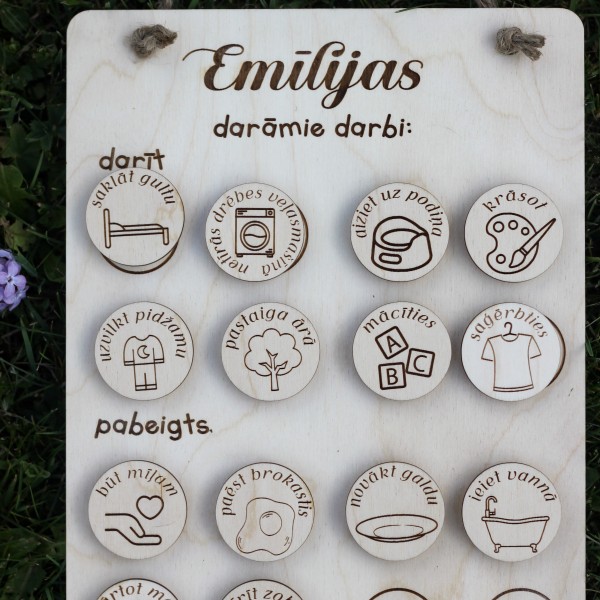 Emīlijas
darāmie darbi:
darīt
saklāt gultu
netīrās drēbes veļasmašīnā
aiziet uz podiņa
krāsot
uzvilkt pidžamu
pastaiga ārā
mācīties
A
B
C
saģērbties
pabeigts.
būt mīļam
paēst brokastis
novākt galdu
ieiet vannā